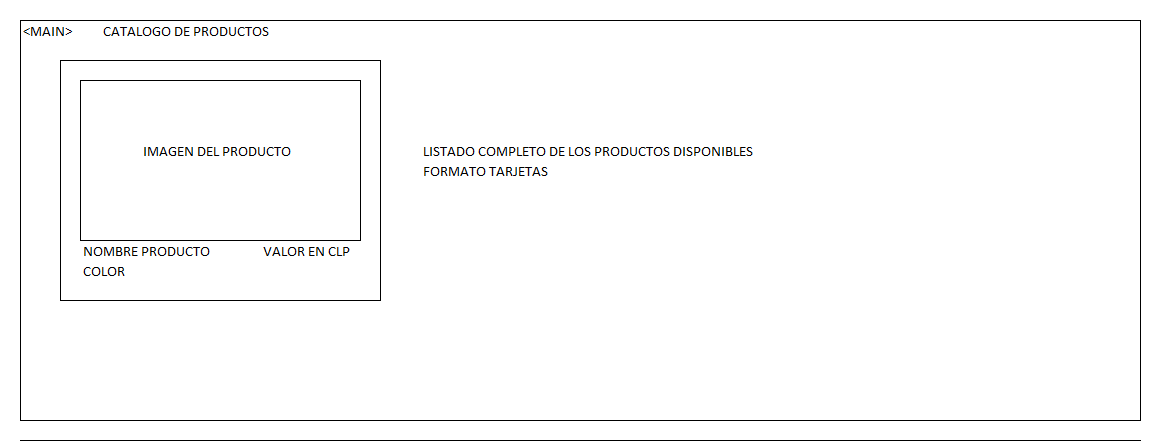 <MAIN> CATALOGO DE PRODUCTOS
IMAGEN DEL PRODUCTO
NOMBRE PRODUCTO VALOR EN CLP
COLOR
LISTADO COMPLETO DE LOS PRODUCTOS DISPONIBLES
FORMATO TARJETAS